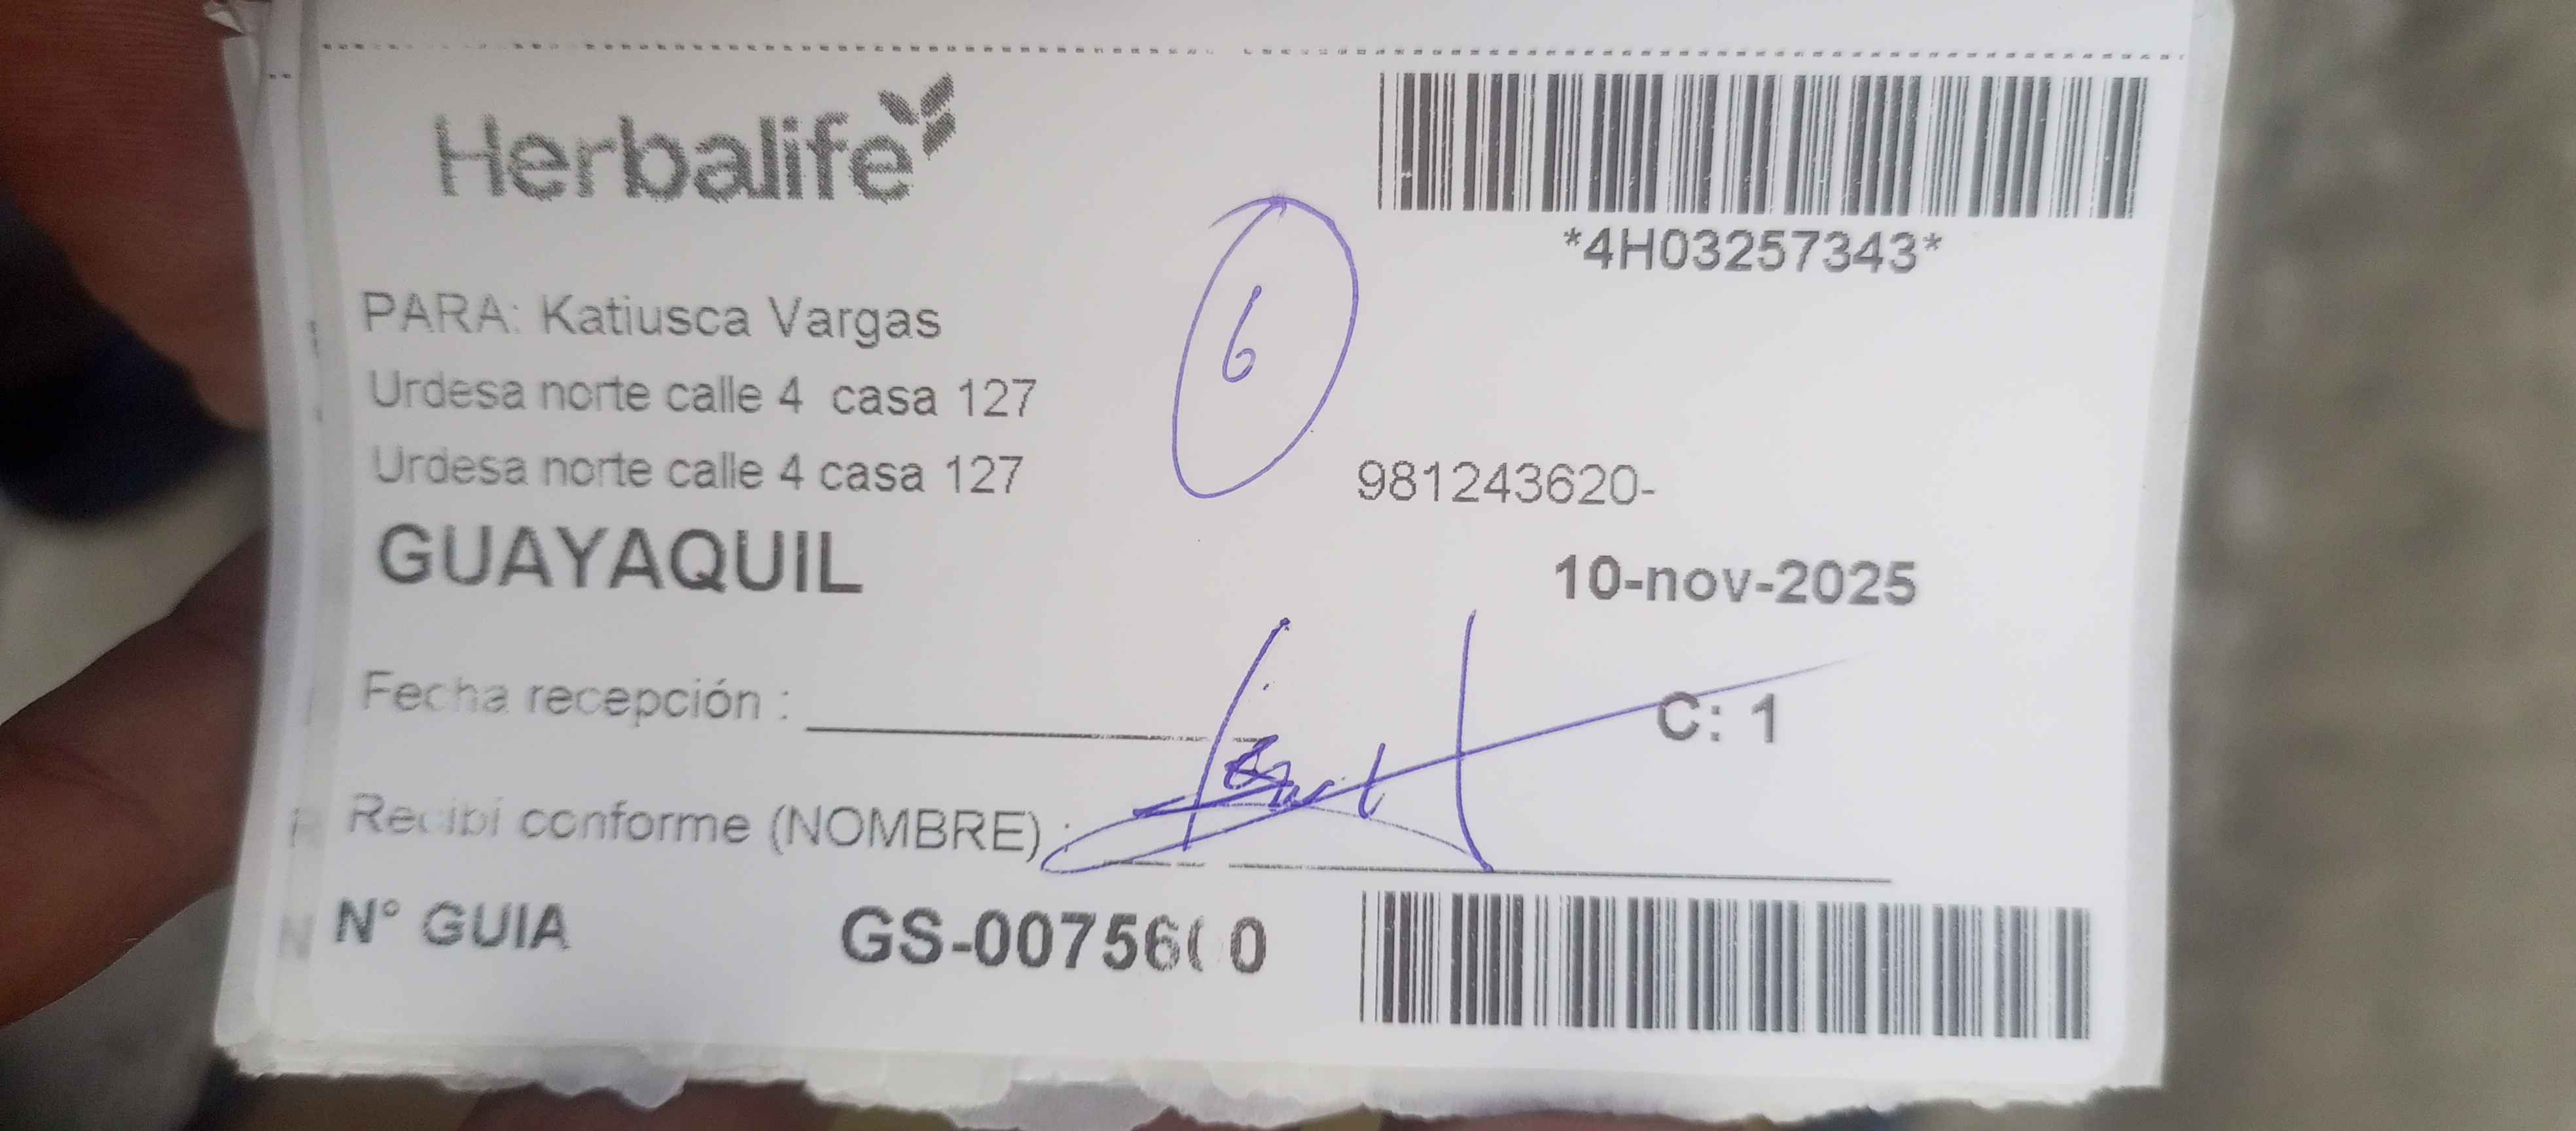 Herbalife
*4H03257343*
PARA: Katiusca Vargas
6
Urdesa norte calle 4 casa 127
Urdesa norte calle 4 casa 127
981243620-
GUAYAQUIL
10-nov-2025
Fecha recepción :
C: 1
Recibí conforme (NOMBRE) :
N° GUIA